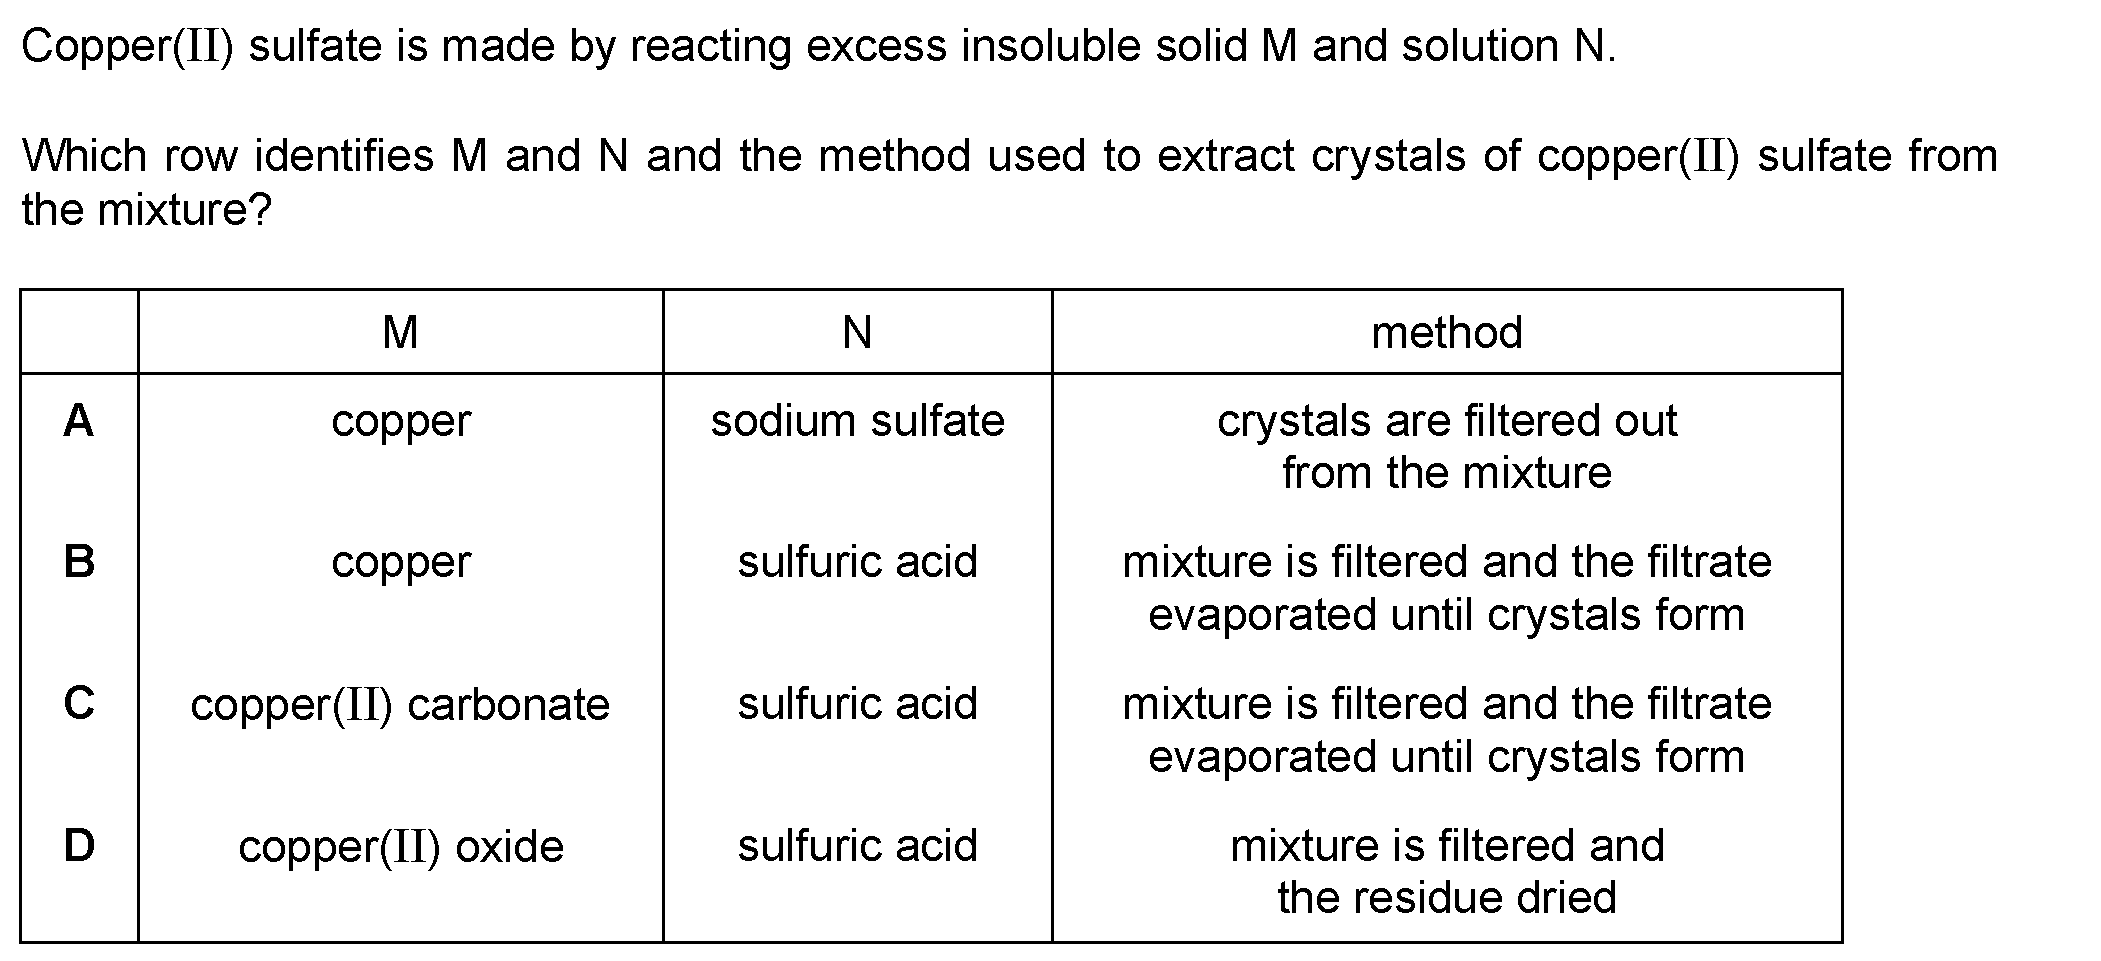 Copper(II) sulfate is made by reacting excess insoluble solid M and solution N.
Which row identifies M and N and the method used to extract crystals of copper(II) sulfate from
the mixture?
M N method
A copper sodium sulfate crystals are filtered out
from the mixture
B copper sulfuric acid mixture is filtered and the filtrate
evaporated until crystals form
C copper(II) carbonate sulfuric acid mixture is filtered and the filtrate
evaporated until crystals form
D copper(II) oxide sulfuric acid mixture is filtered and
the residue dried